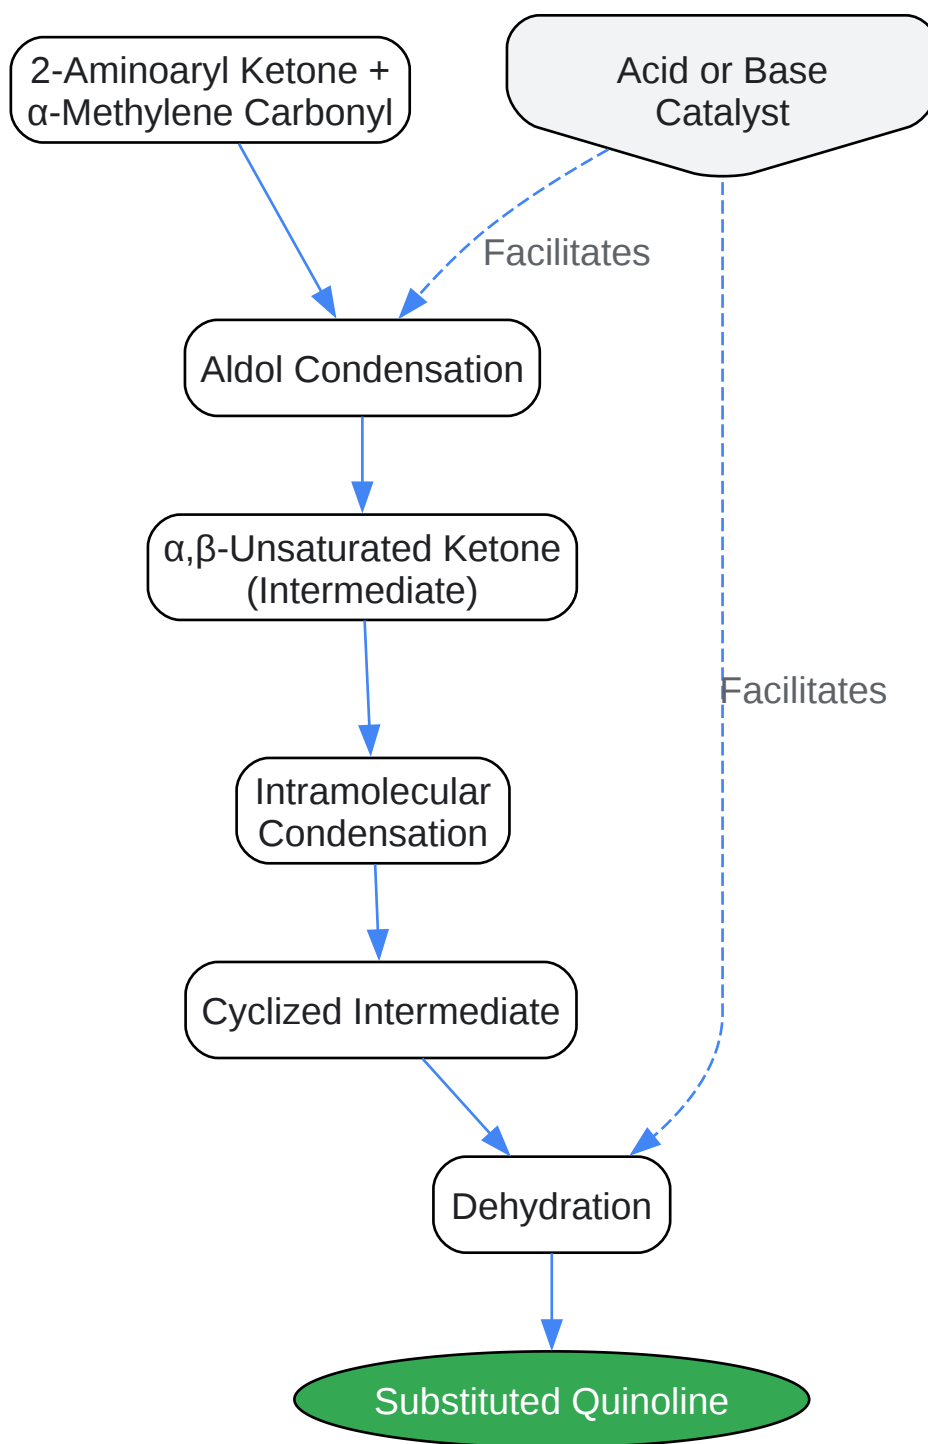 2-Aminoaryl Ketone +
α-Methylene Carbonyl
Acid or Base
Catalyst
Facilitates
Aldol Condensation
α,β-Unsaturated Ketone
(Intermediate)
Facilitates
Intramolecular
Condensation
Cyclized Intermediate
Dehydration
Substituted Quinoline